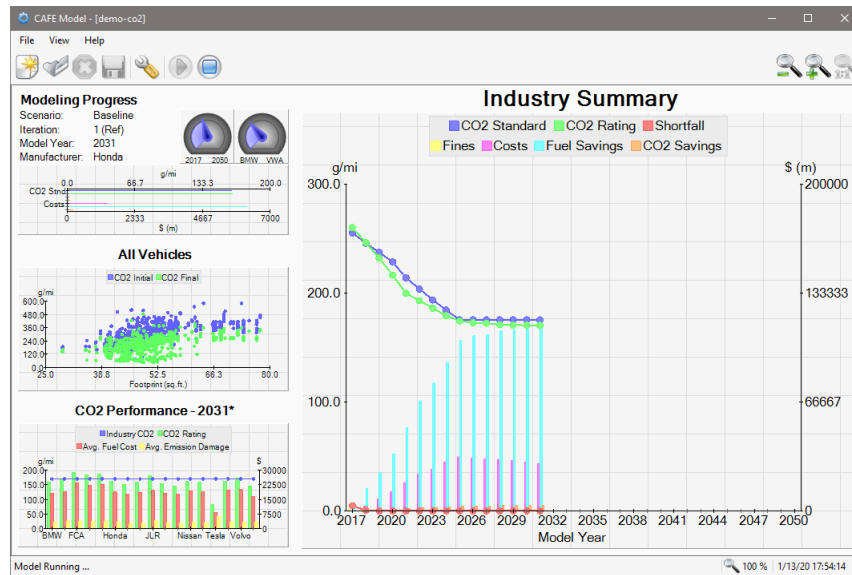 CAFE Model - [demo-co2]
File View Help
Modeling Progress
Scenario: Baseline
Iteration: 1 (Ref)
Model Year: 2031
Manufacturer: Honda
2017 2050 BMW VWA
g/mi
0.0 66.7 133.3 200.0
CO2 Stnd
Costs
0 2333 4667 7000
$ (m)
All Vehicles
CO2 Initial CO2 Final
g/mi
600.0
480.0
360.0
240.0
120.0
0.0
25.0 38.8 52.5 66.3 80.0
Footprint (sq.ft.)
CO2 Performance - 2031*
Industry CO2 CO2 Rating
Avg. Fuel Cost Avg. Emission Damage
g/mi $
200.0 30000
150.0 22500
100.0 15000
50.0 7500
0.0 0
BMW FCA Honda JLR Nissan Tesla Volvo
Industry Summary
CO2 Standard CO2 Rating Shortfall
Fines Costs Fuel Savings CO2 Savings
g/mi $ (m)
300.0 200000
200.0 133333
100.0 66667
0.0 0
2017 2020 2023 2026 2029 2032 2035 2038 2041 2044 2047 2050
Model Year
Model Running ...
100 % 1/13/20 17:54:14